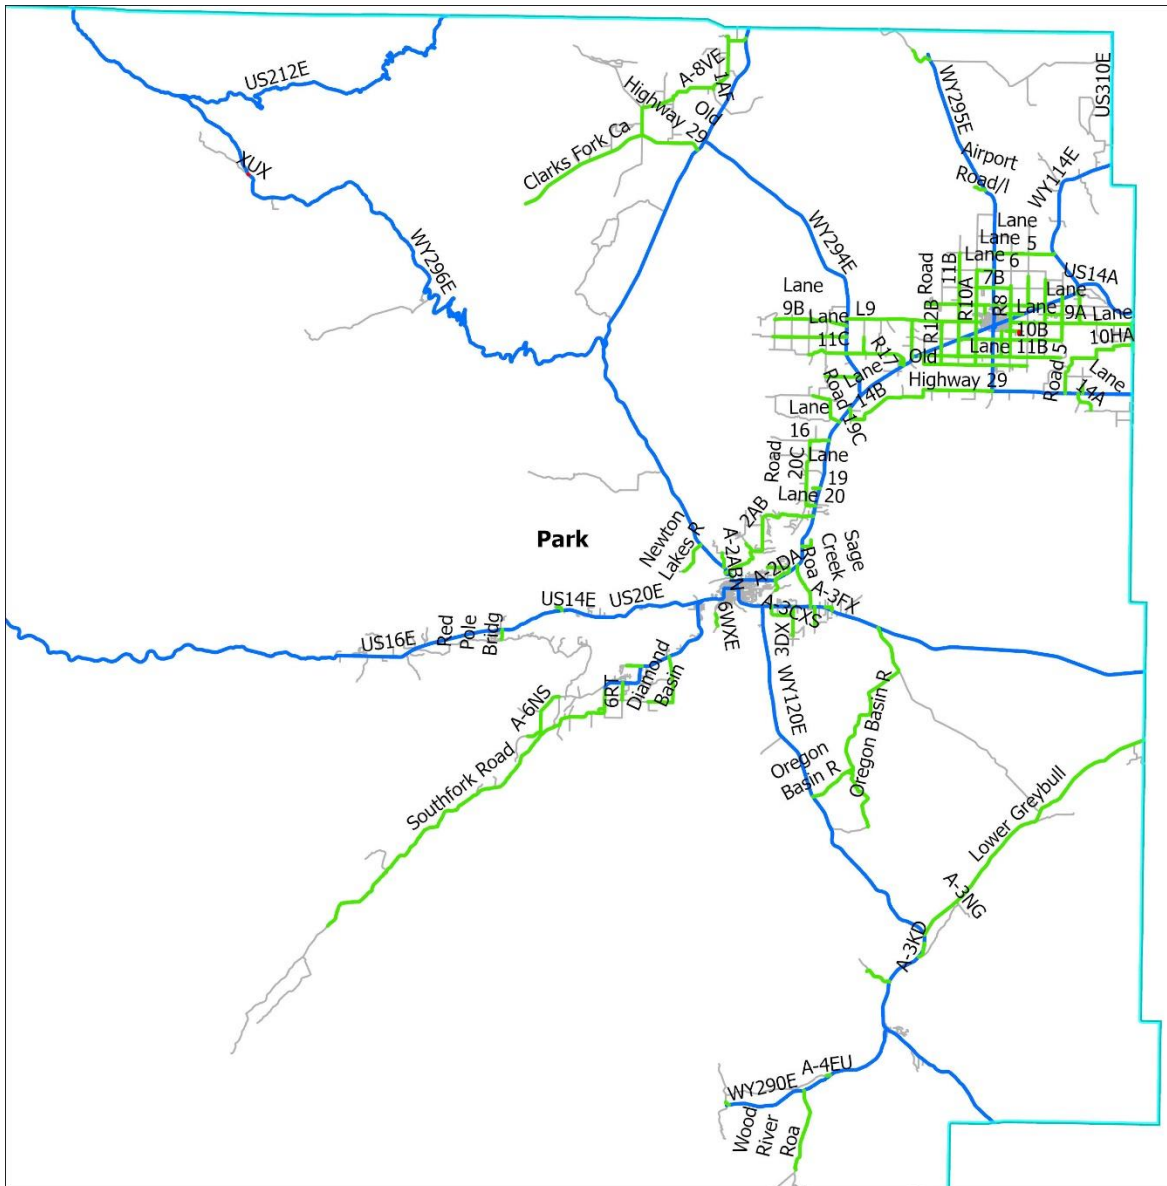 US212E
A-8VE
1AF
Highway 29
Old
Clarks Fork Ca
XUX
WY296E
WY294E
WY295E
US310E
Airport
Road/I
WY114E
Lane
Lane 5
Lane 6
Road
11B
7B
US14A
R10A
R8
Lane
Lane
9B
Lane
L9
R12B
Lane
9A
Lane
11C
R17
10B
10HA
Lane
11B
Old
Highway 29
Road 5
Lane
14A
Lane
14B
Road
19C
Lane
16
Road
20C
Lane
19
Lane 20
2AB
Park
Newton
Lakes R
A-2ABN
A-2DA
Sage
Creek
Roa
A-3FX
A-3CXS
3DX
6WXE
US14E
US20E
US16E
Red
Pole
Bridg
6RT
Diamond
Basin
A-6NS
Southfork Road
WY120E
Oregon
Basin R
Oregon Basin R
Lower Greybull
A-3NG
A-3KD
A-4EU
WY290E
Wood
River
Roa